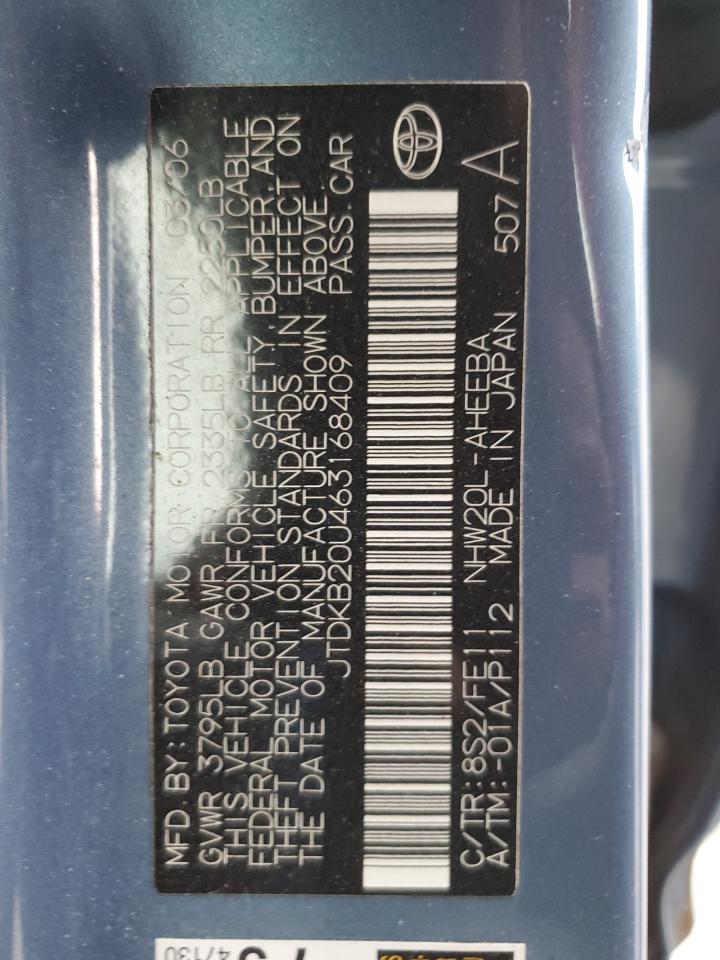 MFD. BY: TOYOTA MOTOR CORPORATION 03/06
GVWR 3795LB GAWR FR 2335LB RR 2250LB
THIS VEHICLE CONFORMS TO ALL APPLICABLE
FEDERAL MOTOR VEHICLE SAFETY, BUMPER, AND
THEFT PREVENTION STANDARDS IN EFFECT ON
THE DATE OF MANUFACTURE SHOWN ABOVE
JTDKB20U463168409 PASS. CAR
C/TR: 8S2/FE11 NHW20L-AHEEBA
A/TM: -01A/P112 MADE IN JAPAN 507 A
47130